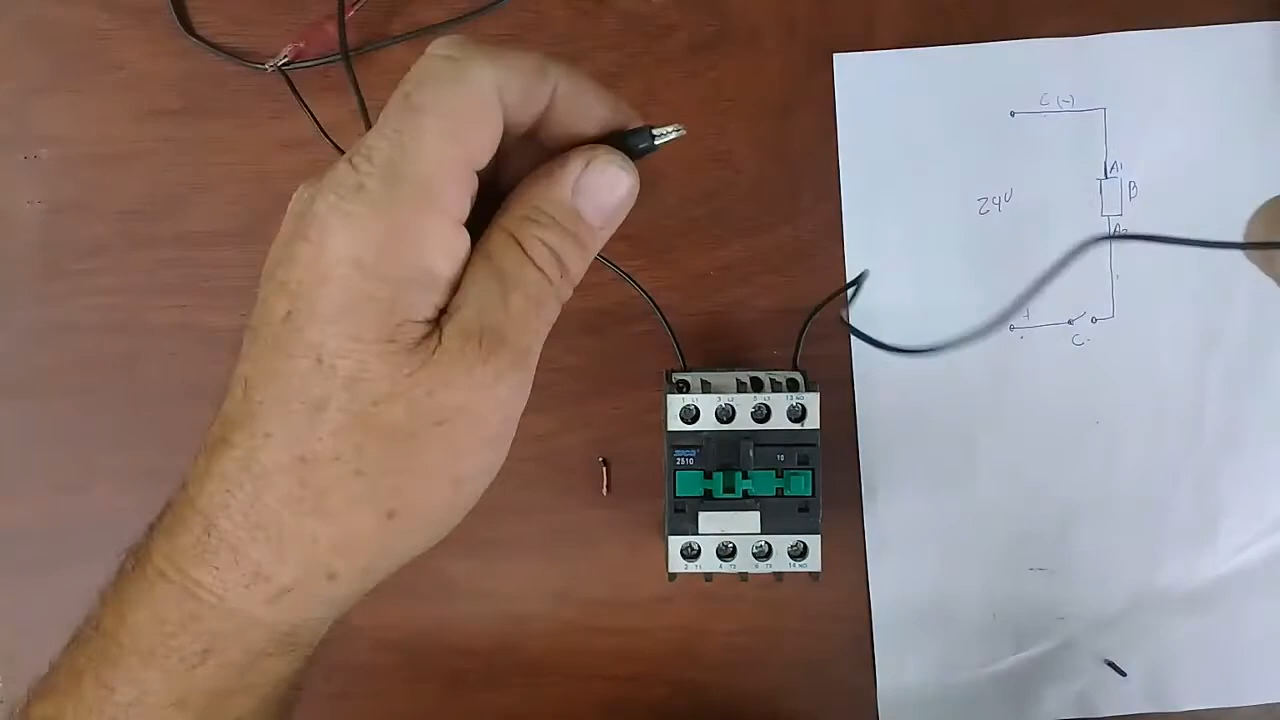 C (-)
A1
B
24V
A2
+
C
1 L1 3 L2 5 L3 13 NO
2510
10
2 T1 4 T2 6 T3 14 NO